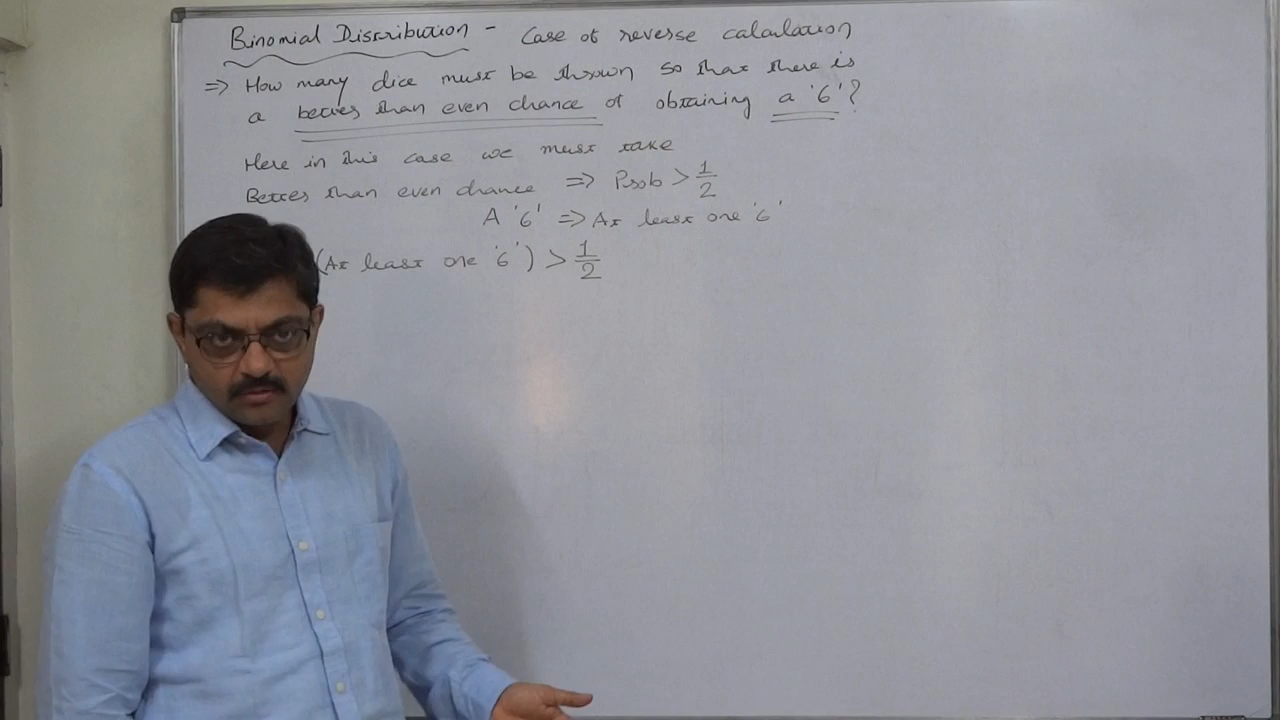 Binomial Distribution - Case of reverse calculation
=> How many dice must be thrown so that there is
a better than even chance of obtaining a '6'?
Here in this case we must take
Better than even chance => Prob > 1/2
A '6' => At least one '6'
(At least one '6') > 1/2